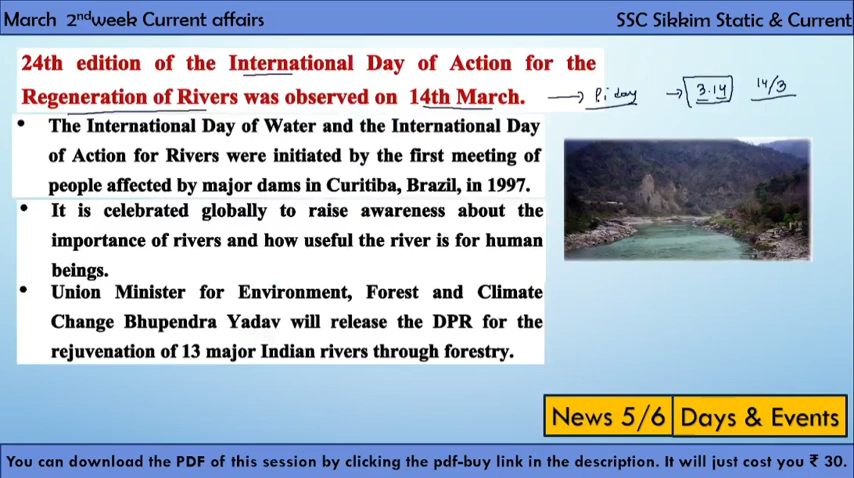 March 2ndweek Current affairs
SSC Sikkim Static & Current
24th edition of the International Day of Action for the
Regeneration of Rivers was observed on 14th March.
→ Pi day → 3.14 14/3
• The International Day of Water and the International Day
of Action for Rivers were initiated by the first meeting of
people affected by major dams in Curitiba, Brazil, in 1997.
• It is celebrated globally to raise awareness about the
importance of rivers and how useful the river is for human
beings.
• Union Minister for Environment, Forest and Climate
Change Bhupendra Yadav will release the DPR for the
rejuvenation of 13 major Indian rivers through forestry.
News 5/6 Days & Events
You can download the PDF of this session by clicking the pdf-buy link in the description. It will just cost you ₹ 30.